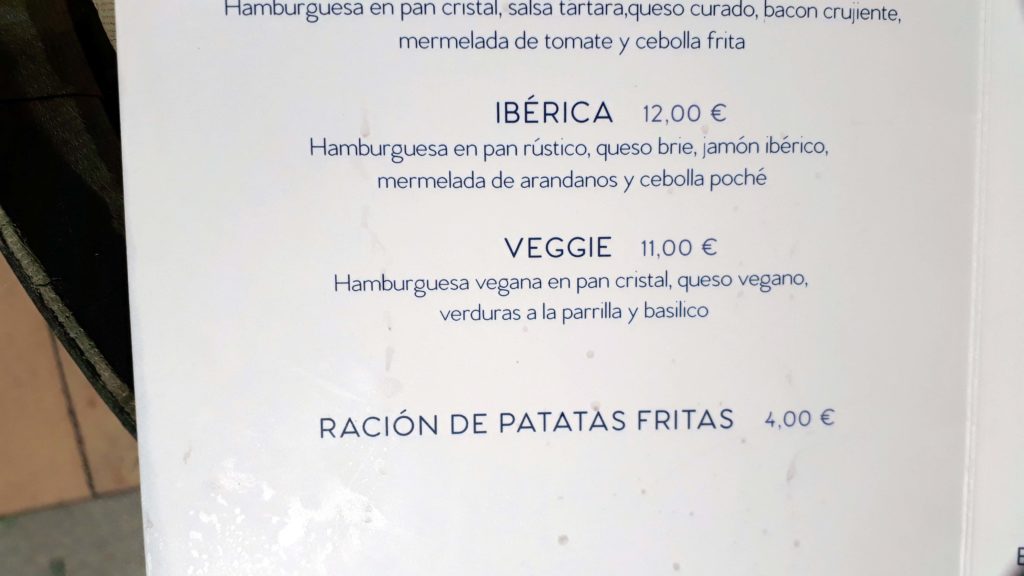 Hamburguesa en pan cristal, salsa tartara,queso curado, bacon crujiente,
mermelada de tomate y cebolla frita
IBÉRICA 12,00 €
Hamburguesa en pan rústico, queso brie, jamón ibérico,
mermelada de arandanos y cebolla poché
VEGGIE 11,00 €
Hamburguesa vegana en pan cristal, queso vegano,
verduras a la parrilla y basilico
RACIÓN DE PATATAS FRITAS 4,00 €